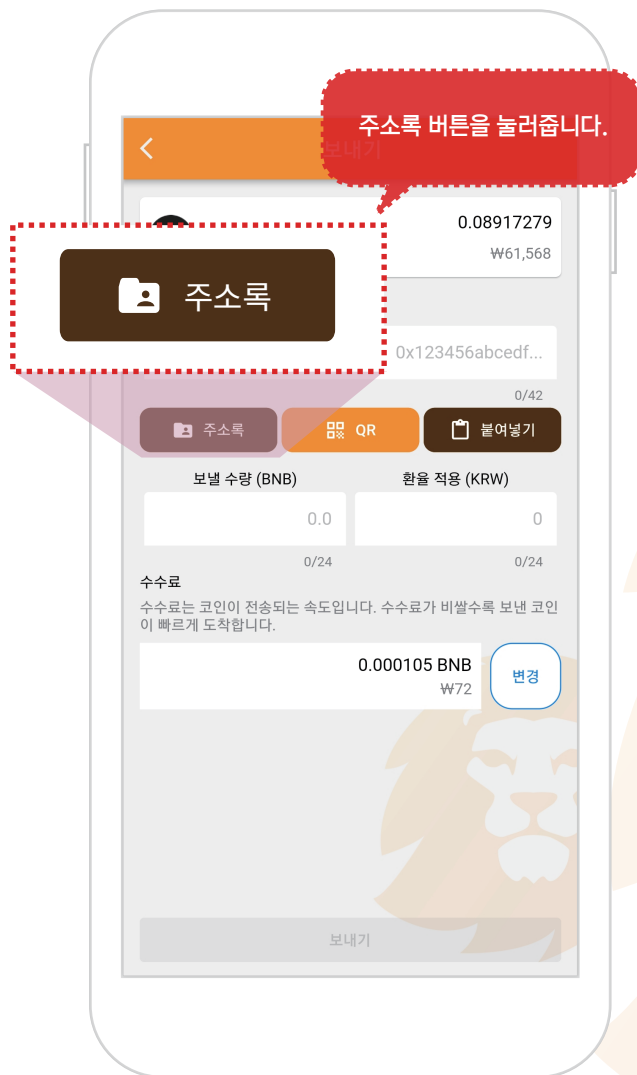 주소록 버튼을 눌러줍니다.
보내기
0.08917279
₩61,568
주소록
0x123456abcedf...
0/42
주소록
QR
붙여넣기
보낼 수량 (BNB)
환율 적용 (KRW)
0.0
0
0/24
0/24
수수료
수수료는 코인이 전송되는 속도입니다. 수수료가 비쌀수록 보낸 코인
이 빠르게 도착합니다.
0.000105 BNB
₩72
변경
보내기